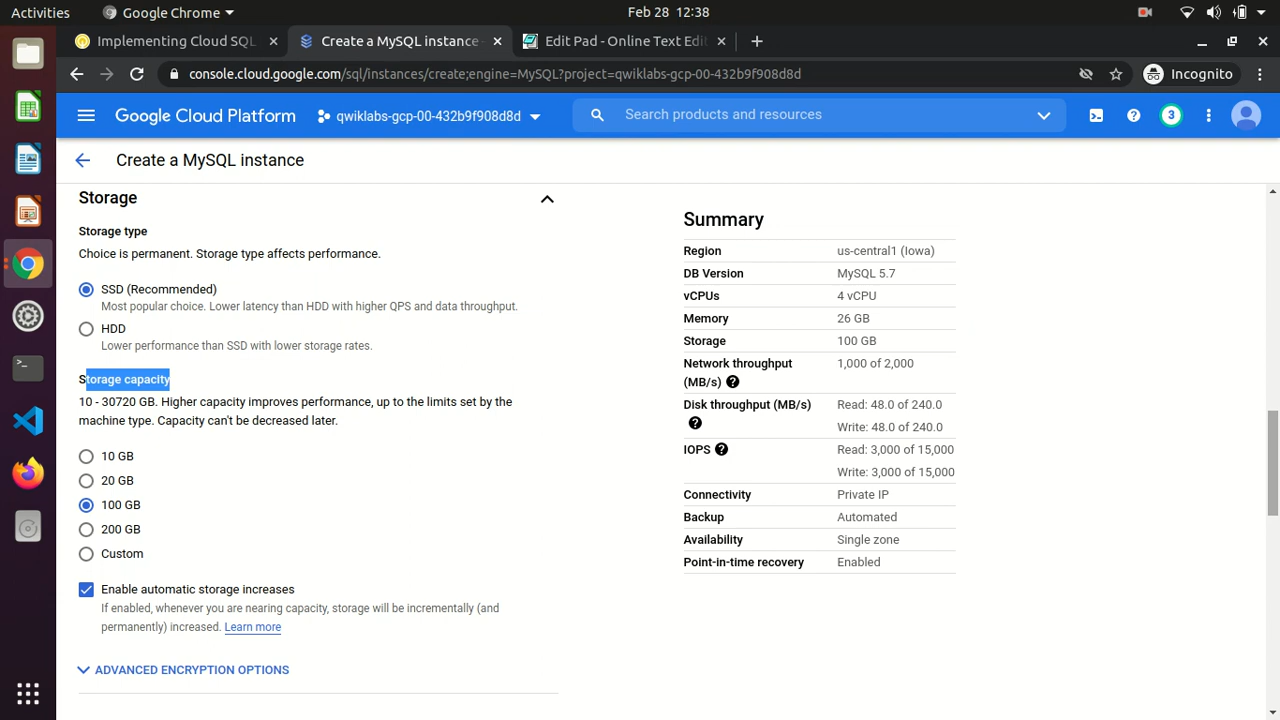 Activities
Google Chrome
Feb 28 12:38
Implementing Cloud SQL
Create a MySQL instance -
Edit Pad - Online Text Edit
console.cloud.google.com/sql/instances/create;engine=MySQL?project=qwiklabs-gcp-00-432b9f908d8d
Incognito
Google Cloud Platform
qwiklabs-gcp-00-432b9f908d8d
Search products and resources
3
Create a MySQL instance
Storage
Storage type
Choice is permanent. Storage type affects performance.
SSD (Recommended)
Most popular choice. Lower latency than HDD with higher QPS and data throughput.
HDD
Lower performance than SSD with lower storage rates.
Storage capacity
10 - 30720 GB. Higher capacity improves performance, up to the limits set by the
machine type. Capacity can't be decreased later.
10 GB
20 GB
100 GB
200 GB
Custom
Enable automatic storage increases
If enabled, whenever you are nearing capacity, storage will be incrementally (and
permanently) increased. Learn more
ADVANCED ENCRYPTION OPTIONS
Summary
Region us-central1 (Iowa)
DB Version MySQL 5.7
vCPUs 4 vCPU
Memory 26 GB
Storage 100 GB
Network throughput 1,000 of 2,000
(MB/s)
Disk throughput (MB/s) Read: 48.0 of 240.0
Write: 48.0 of 240.0
IOPS Read: 3,000 of 15,000
Write: 3,000 of 15,000
Connectivity Private IP
Backup Automated
Availability Single zone
Point-in-time recovery Enabled